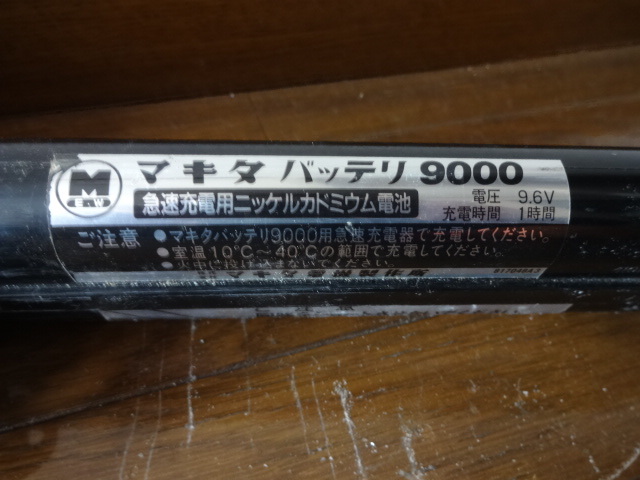 M
E.W
マキタ バッテリ 9000
急速充電用ニッケルカドミウム電池
電圧 9.6V
充電時間 1時間
ご注意 ●マキタバッテリ9000用急速充電器で充電してください。
●室温10℃～40℃の範囲で充電してください。